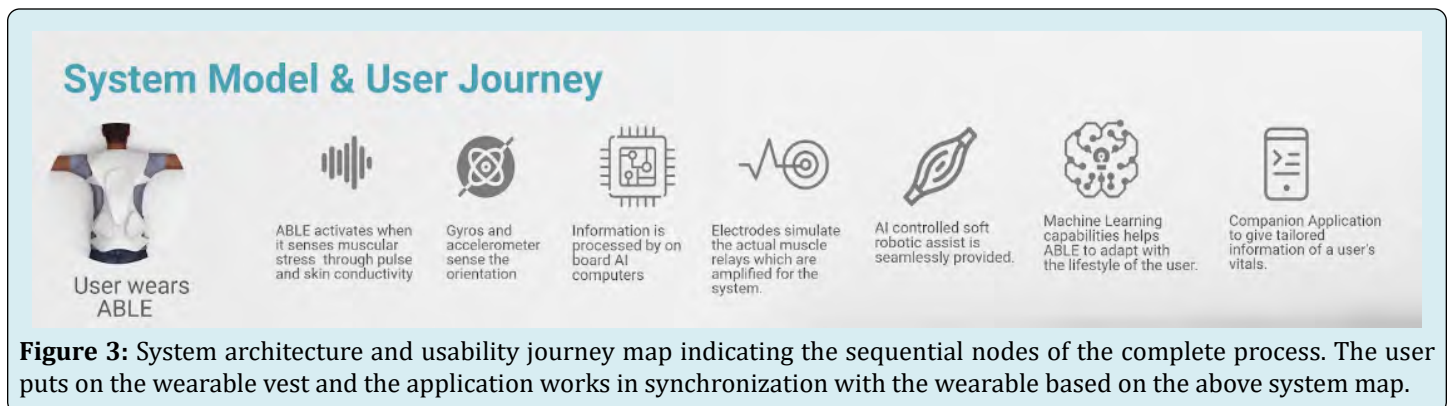 System Model & User Journey
User wears
ABLE
ABLE activates when
it senses muscular
stress through pulse
and skin conductivity
Gyros and
accelerometer
sense the
orientation
Information is
processed by on
board AI
computers
Electrodes simulate
the actual muscle
relays which are
amplified for the
system.
AI controlled soft
robotic assist is
seamlessly provided.
Machine Learning
capabilities helps
ABLE to adapt with
the lifestyle of the user.
Companion Application
to give tailored
information of a user's
vitals.
Figure 3: System architecture and usability journey map indicating the sequential nodes of the complete process. The user
puts on the wearable vest and the application works in synchronization with the wearable based on the above system map.